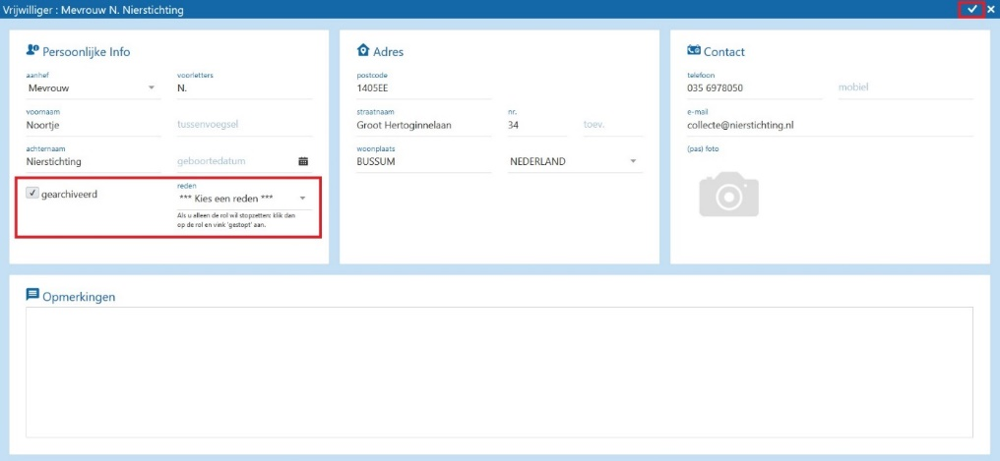 Vrijwilliger : Mevrouw N. Nierstichting
Persoonlijke Info
aanhef
voorletters
Mevrouw
N.
voornaam
Noortje
tussenvoegsel
achternaam
Nierstichting
geboortedatum
gearchiveerd
reden
*** Kies een reden ***
Als u alleen de rol wil stopzetten: klik dan
op de rol en vink 'gestopt' aan.
Adres
postcode
1405EE
straatnaam
nr.
Groot Hertoginnelaan
34
toev.
woonplaats
BUSSUM
NEDERLAND
Contact
telefoon
035 6978050
mobiel
e-mail
collecte@nierstichting.nl
(pas) foto
Opmerkingen